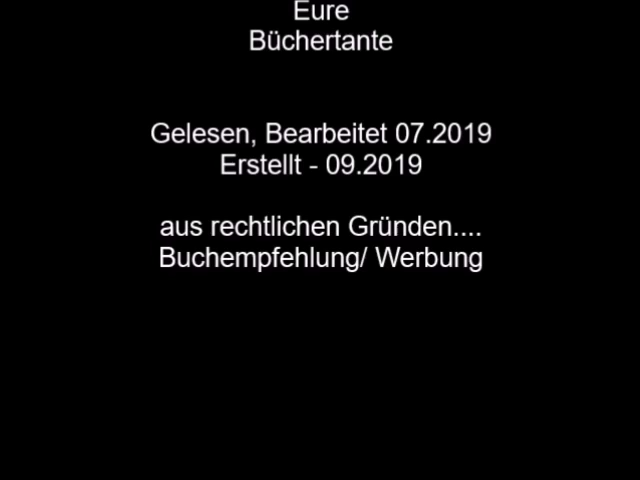 Eure
Büchertante
Gelesen, Bearbeitet 07.2019
Erstellt - 09.2019
aus rechtlichen Gründen....
Buchempfehlung/ Werbung